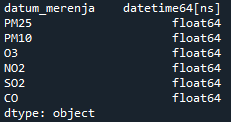 datum_merenja    datetime64[ns]
PM25                    float64
PM10                    float64
O3                      float64
NO2                     float64
SO2                     float64
CO                      float64
dtype: object